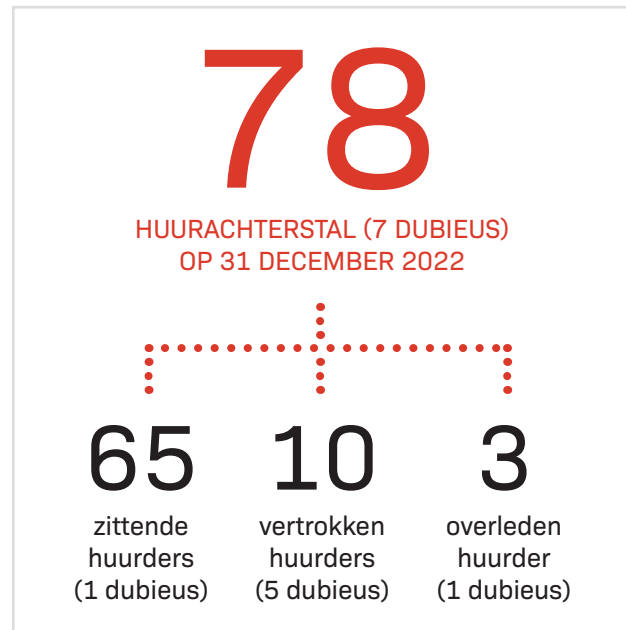 78
HUURACHTERSTAL (7 DUBIEUS)
OP 31 DECEMBER 2022
65
zittende
huurders
(1 dubieus)
10
vertrokken
huurders
(5 dubieus)
3
overleden
huurder
(1 dubieus)